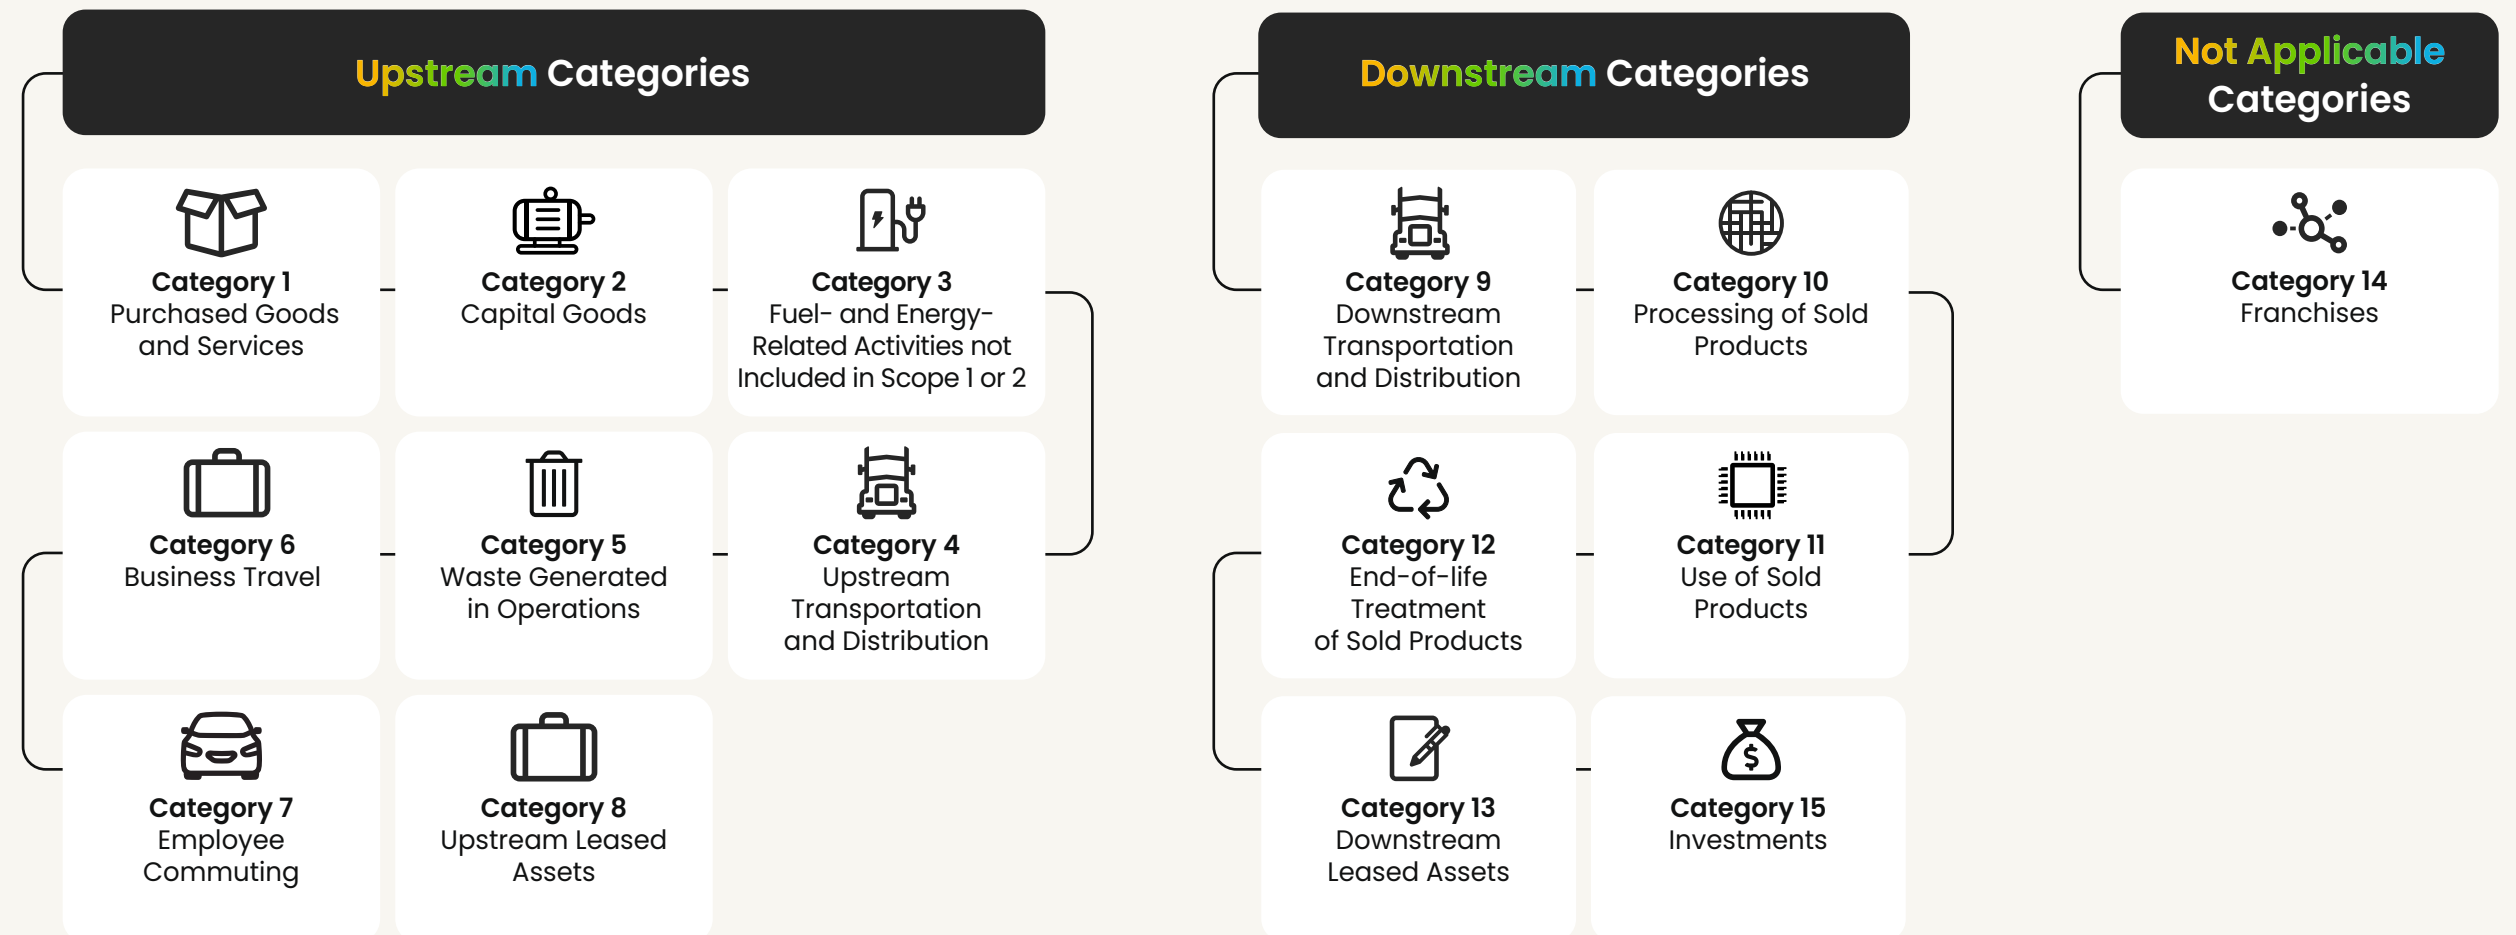 Upstream Categories
Category 1
Purchased Goods
and Services
Category 2
Capital Goods
Category 3
Fuel- and Energy-
Related Activities not
Included in Scope 1 or 2
Category 6
Business Travel
Category 5
Waste Generated
in Operations
Category 4
Upstream
Transportation
and Distribution
Category 7
Employee
Commuting
Category 8
Upstream Leased
Assets
Downstream Categories
Category 9
Downstream
Transportation
and Distribution
Category 10
Processing of Sold
Products
Category 12
End-of-life
Treatment
of Sold Products
Category 11
Use of Sold
Products
Category 13
Downstream
Leased Assets
$
Category 15
Investments
Not Applicable
Categories
Category 14
Franchises